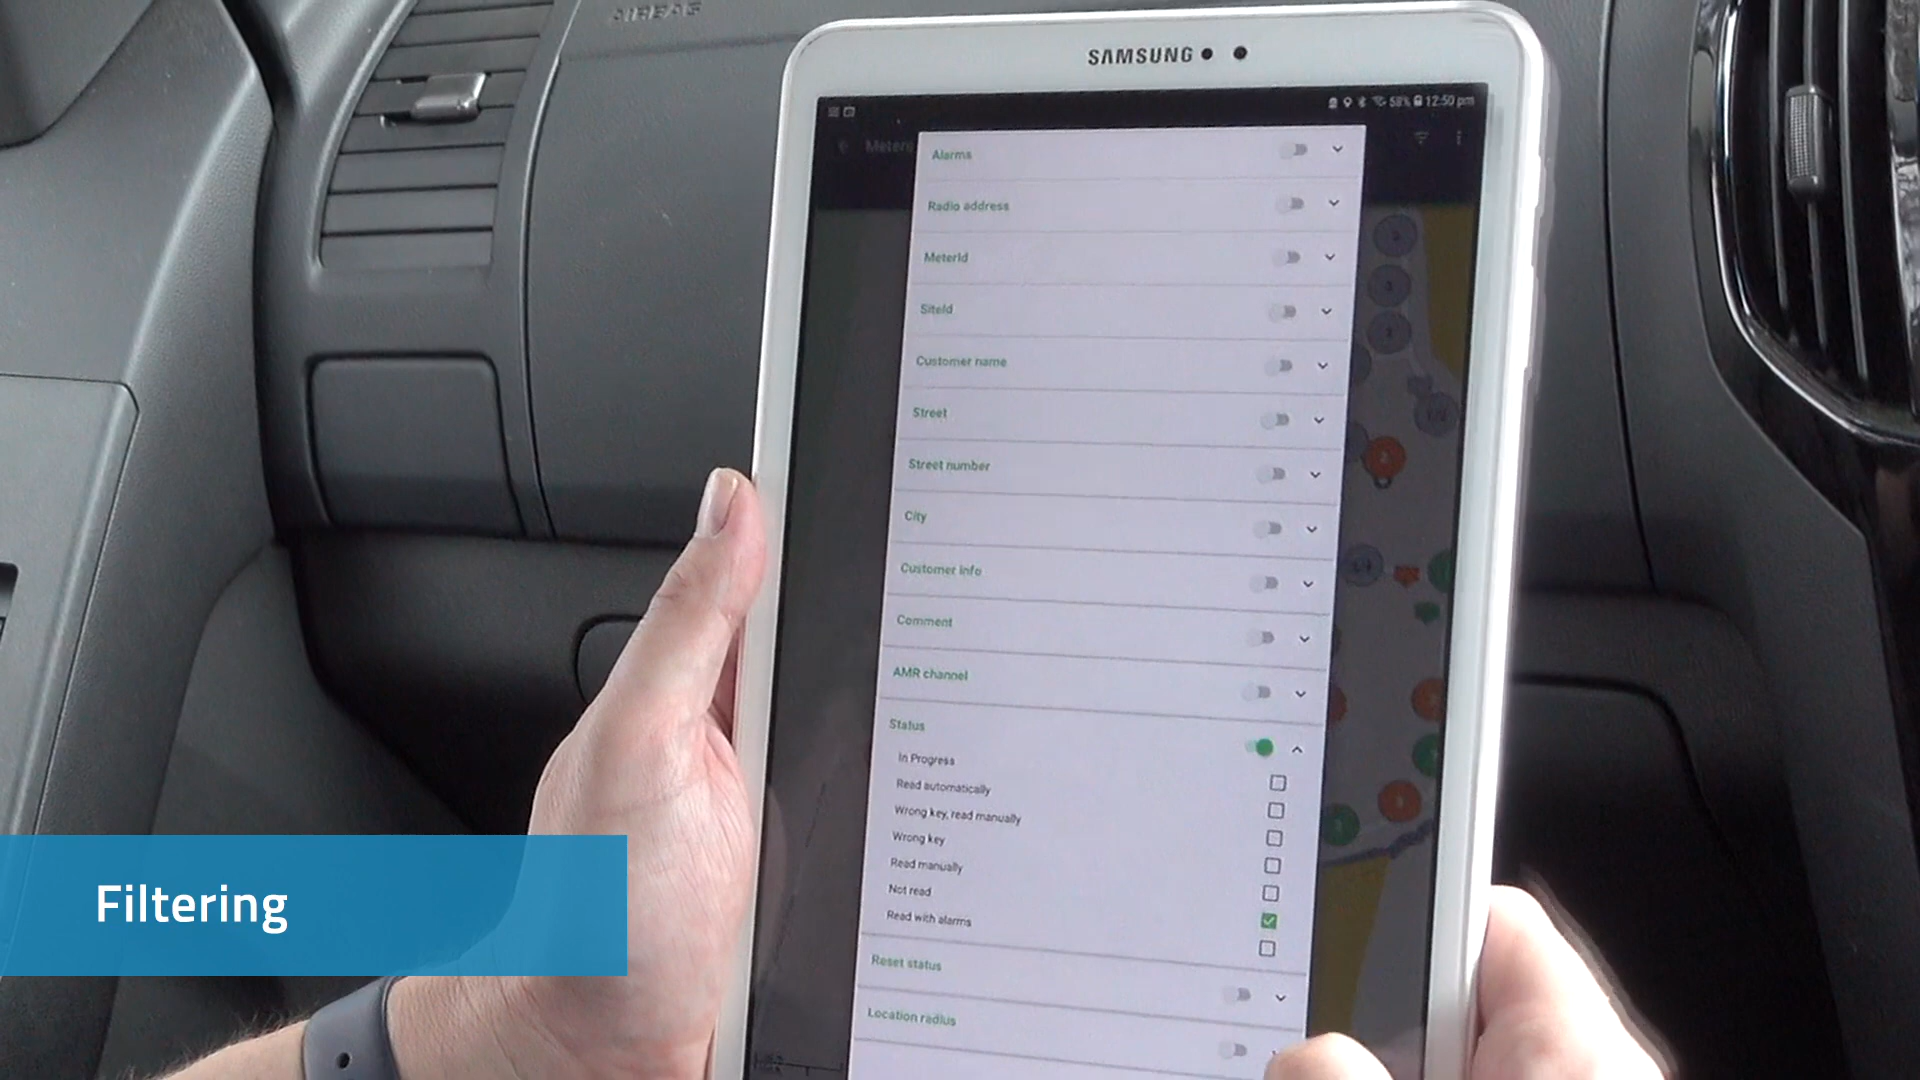 AIRBAG
SAMSUNG
58% 12:50 pm
Meters
Alarms
Radio address
MeterId
SiteId
Customer name
Street
Street number
City
Customer info
Comment
AMR channel
Status
In Progress
Read automatically
Wrong key, read manually
Wrong key
Read manually
Not read
Read with alarms
Reset status
Location radius
Filtering